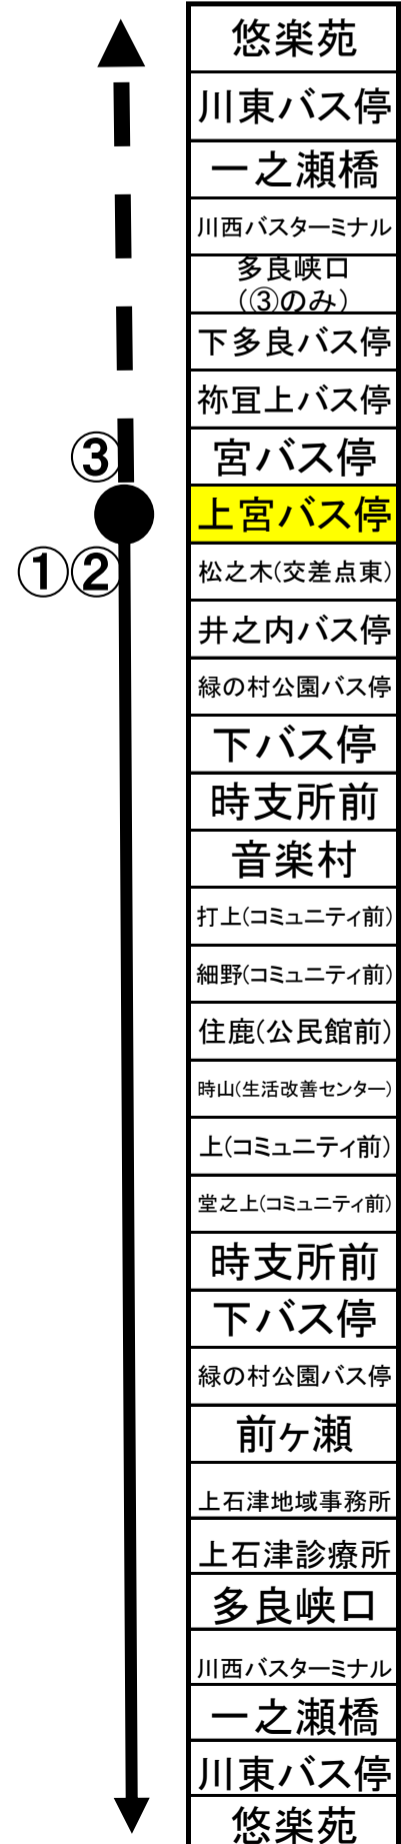 悠楽苑
川東バス停
一之瀬橋
川西バスターミナル
多良峡口
(③のみ)
下多良バス停
祢冝上バス停
③
宮バス停
上宮バス停
①②
松之木(交差点東)
井之内バス停
緑の村公園バス停
下バス停
時支所前
音楽村
打上(コミュニティ前)
細野(コミュニティ前)
住鹿(公民館前)
時山(生活改善センター)
上(コミュニティ前)
堂之上(コミュニティ前)
時支所前
下バス停
緑の村公園バス停
前ヶ瀬
上石津地域事務所
上石津診療所
多良峡口
川西バスターミナル
一之瀬橋
川東バス停
悠楽苑